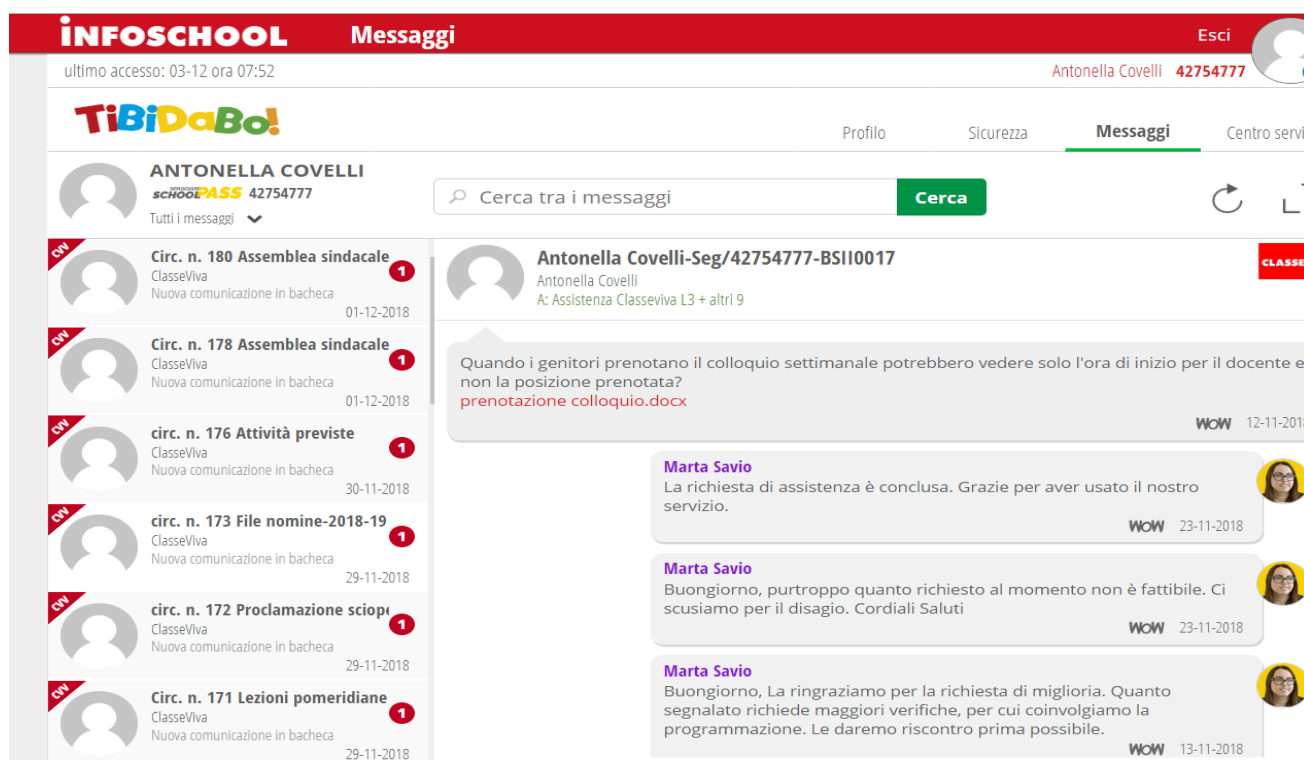 INFOSCHOOL Messaggi Esci
ultimo accesso: 03-12 ora 07:52 Antonella Covelli 42754777
TiBiDaBo!
Profilo Sicurezza Messaggi Centro servi
ANTONELLA COVELLI
SCHOOLPASS 42754777
Tutti i messaggi
Cerca tra i messaggi Cerca
CVV
Circ. n. 180 Assemblea sindacale
ClasseViva
1
Nuova comunicazione in bacheca
01-12-2018
CVV
Circ. n. 178 Assemblea sindacale
ClasseViva
1
Nuova comunicazione in bacheca
01-12-2018
CVV
circ. n. 176 Attività previste
ClasseViva
1
Nuova comunicazione in bacheca
30-11-2018
CVV
circ. n. 173 File nomine-2018-19
ClasseViva
1
Nuova comunicazione in bacheca
29-11-2018
CVV
circ. n. 172 Proclamazione sciope
ClasseViva
1
Nuova comunicazione in bacheca
29-11-2018
CVV
Circ. n. 171 Lezioni pomeridiane
ClasseViva
1
Nuova comunicazione in bacheca
29-11-2018
Antonella Covelli-Seg/42754777-BSII0017
CLASSE
Antonella Covelli
A: Assistenza Classeviva L3 + altri 9
Quando i genitori prenotano il colloquio settimanale potrebbero vedere solo l'ora di inizio per il docente e
non la posizione prenotata?
prenotazione colloquio.docx
WOW 12-11-2018
Marta Savio
La richiesta di assistenza è conclusa. Grazie per aver usato il nostro
servizio.
WOW 23-11-2018
Marta Savio
Buongiorno, purtroppo quanto richiesto al momento non è fattibile. Ci
scusiamo per il disagio. Cordiali Saluti
WOW 23-11-2018
Marta Savio
Buongiorno, La ringraziamo per la richiesta di miglioria. Quanto
segnalato richiede maggiori verifiche, per cui coinvolgiamo la
programmazione. Le daremo riscontro prima possibile.
WOW 13-11-2018